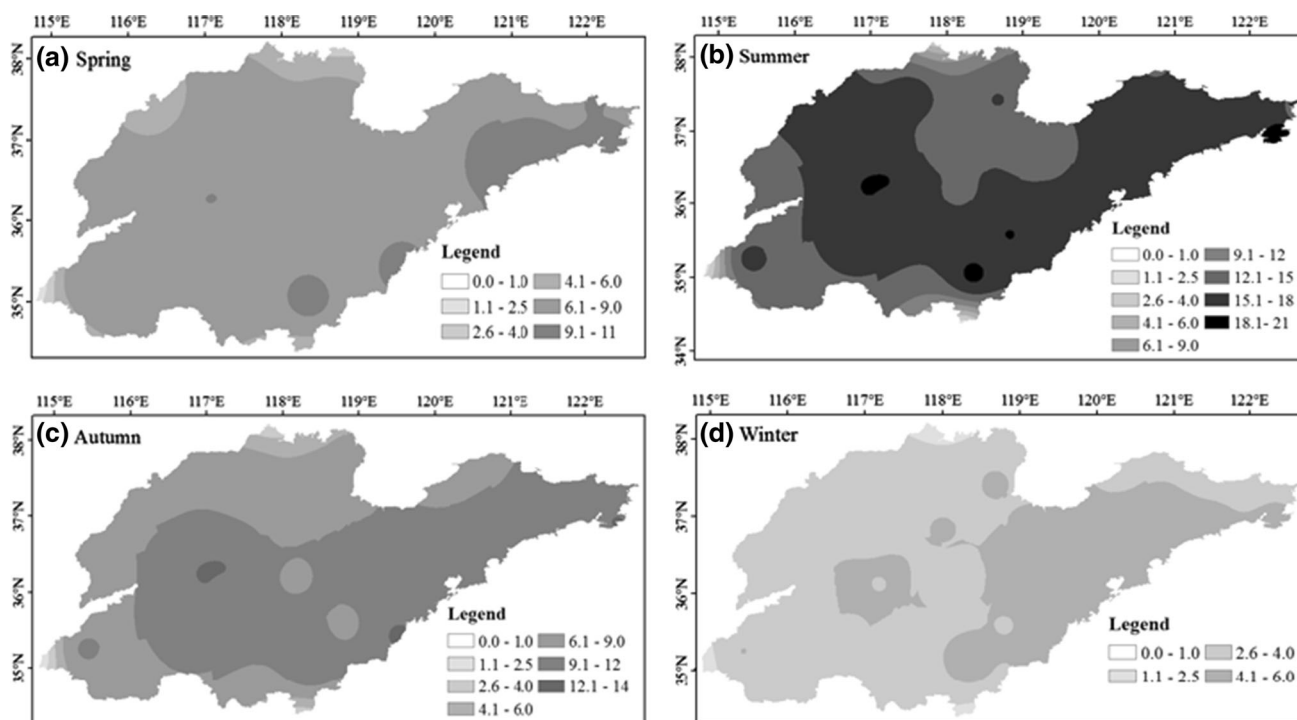 115°E 116°E 117°E 118°E 119°E 120°E 121°E 122°E
(a) Spring
38°N
37°N
36°N
35°N
Legend
0.0 - 1.0 4.1 - 6.0
1.1 - 2.5 6.1 - 9.0
2.6 - 4.0 9.1 - 11
115°E 116°E 117°E 118°E 119°E 120°E 121°E 122°E
(b) Summer
38°N
37°N
36°N
35°N
34°N
Legend
0.0 - 1.0 9.1 - 12
1.1 - 2.5 12.1 - 15
2.6 - 4.0 15.1 - 18
4.1 - 6.0 18.1 - 21
6.1 - 9.0
115°E 116°E 117°E 118°E 119°E 120°E 121°E 122°E
(c) Autumn
38°N
37°N
36°N
35°N
Legend
0.0 - 1.0 6.1 - 9.0
1.1 - 2.5 9.1 - 12
2.6 - 4.0 12.1 - 14
4.1 - 6.0
115°E 116°E 117°E 118°E 119°E 120°E 121°E 122°E
(d) Winter
38°N
37°N
36°N
35°N
Legend
0.0 - 1.0 2.6 - 4.0
1.1 - 2.5 4.1 - 6.0